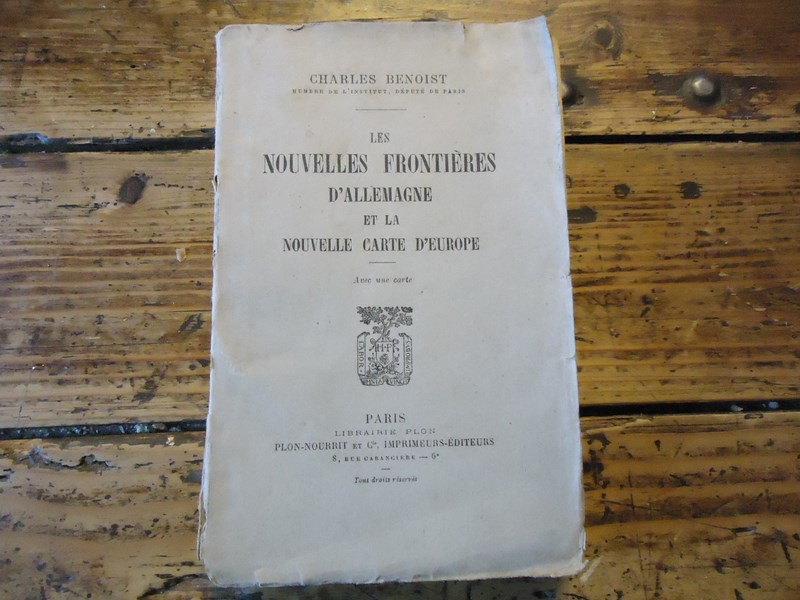 CHARLES BENOIST
MEMBRE DE L'INSTITUT, DÉPUTÉ DE PARIS
LES
NOUVELLES FRONTIÈRES
D'ALLEMAGNE
ET LA
NOUVELLE CARTE D'EUROPE
Avec une carte
LABOR
H·P
PARIS
LIBRAIRIE PLON
PLON-NOURRIT ET Cie, IMPRIMEURS-ÉDITEURS
8, RUE GARANCIÈRE — 6e
Tous droits réservés